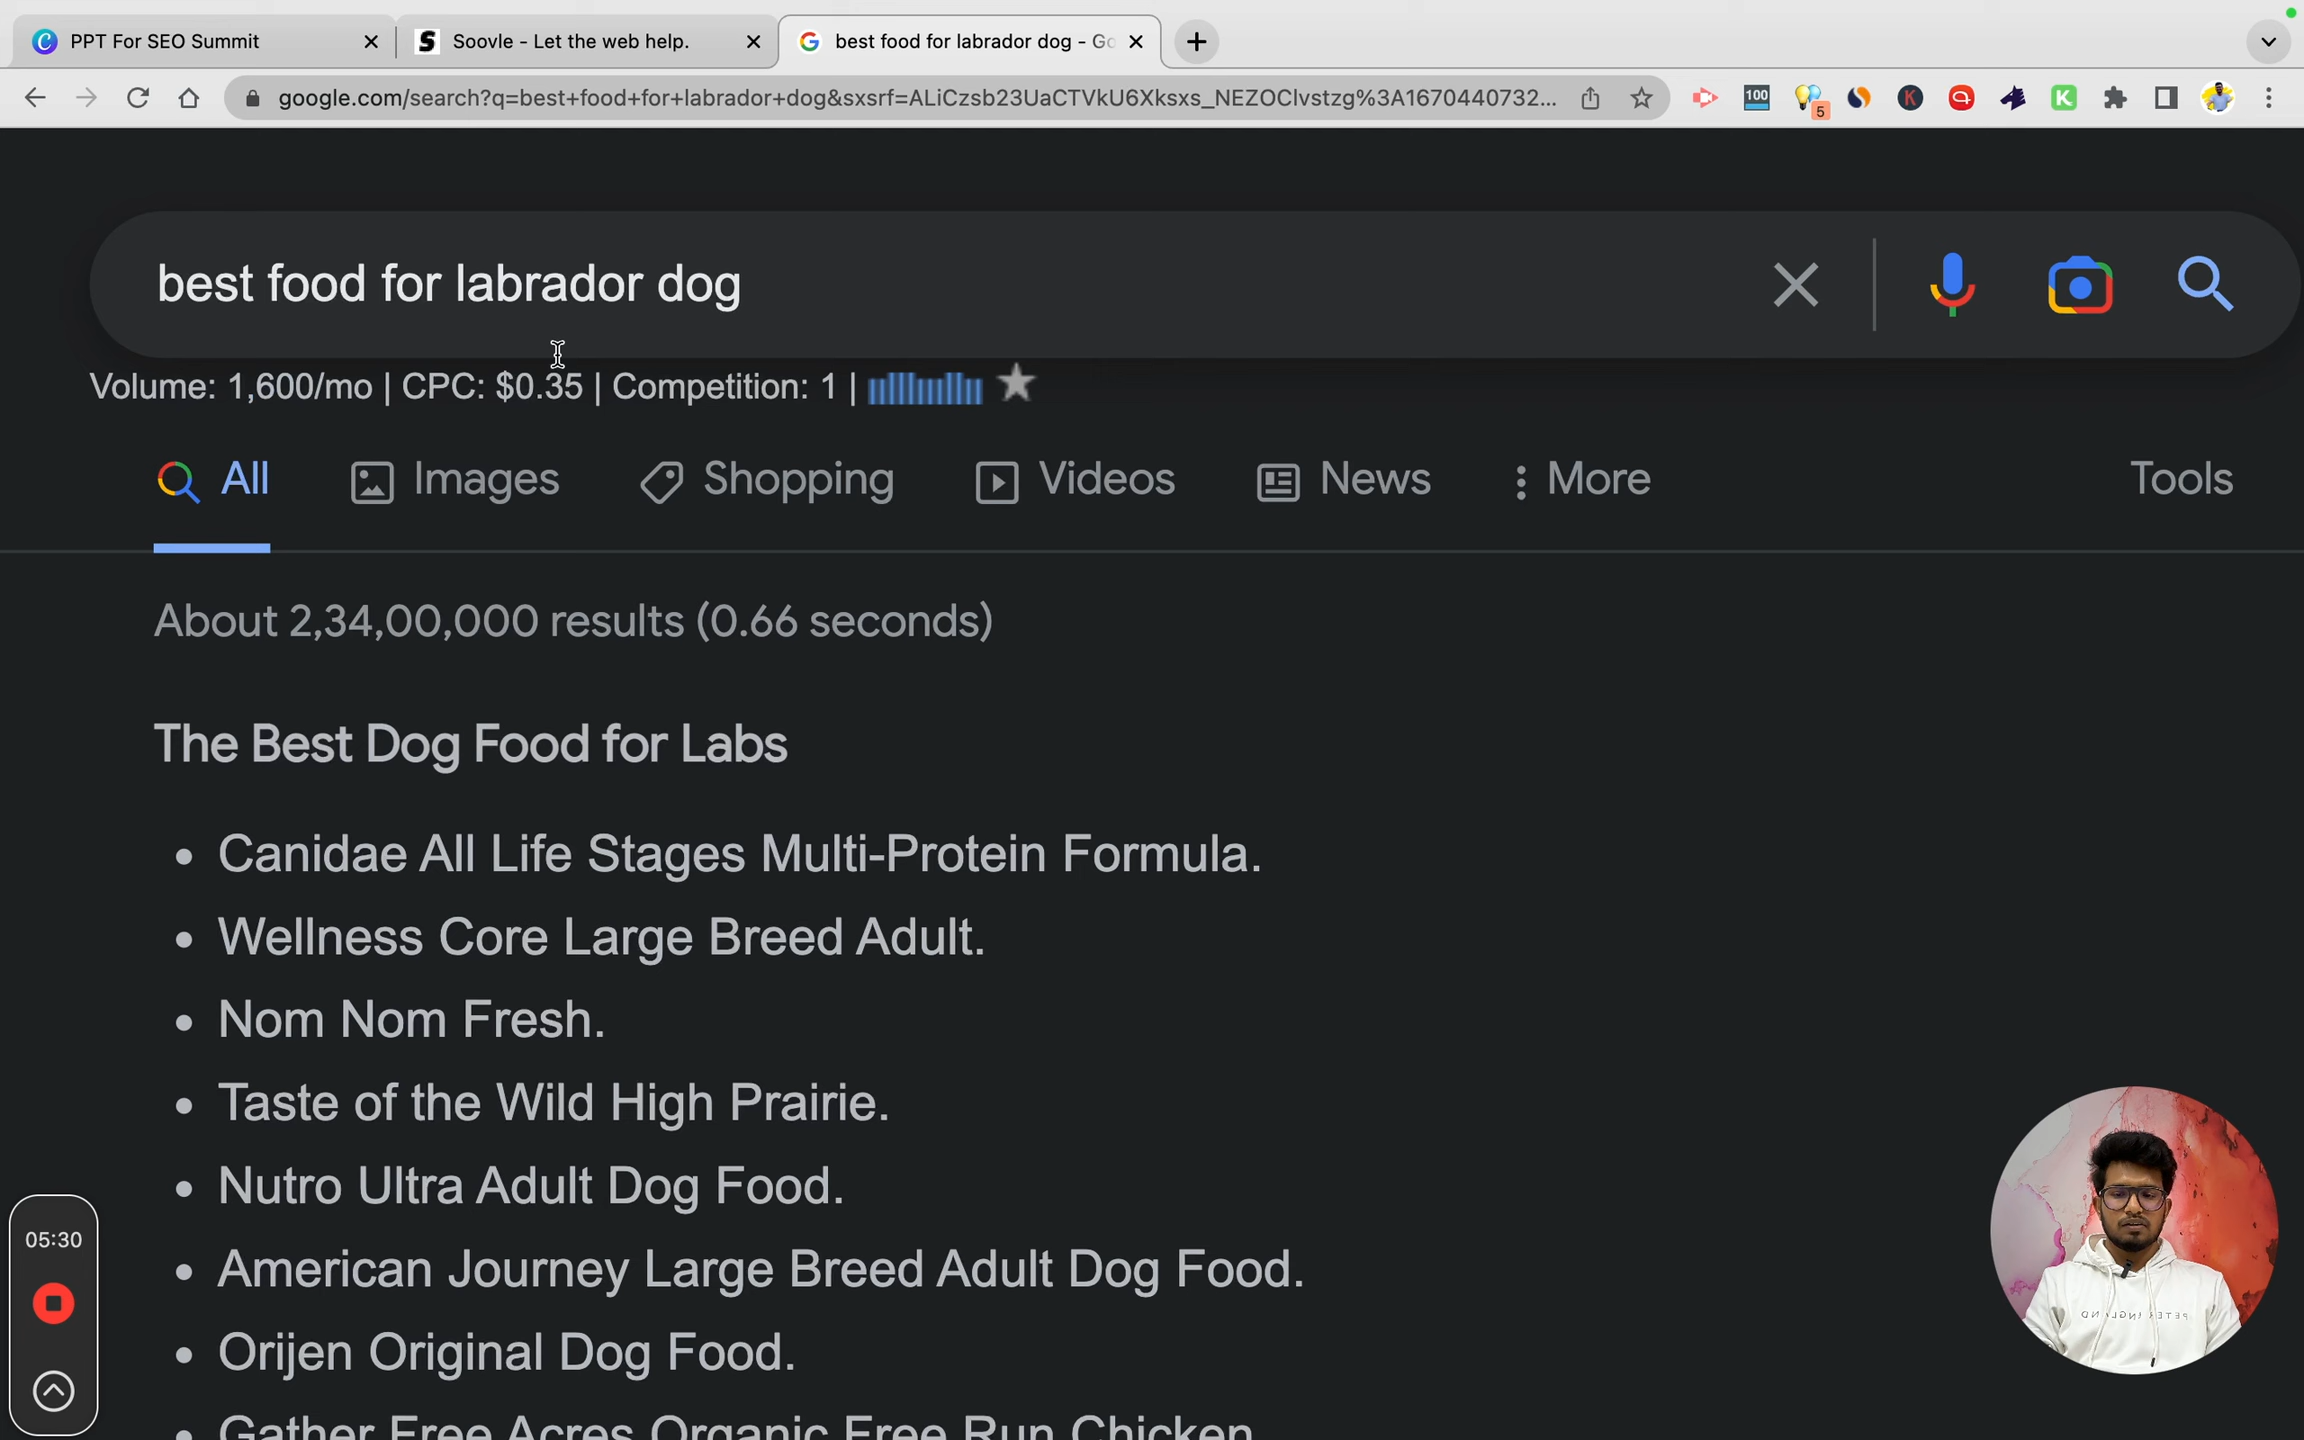 PPT For SEO Summit
Soovle - Let the web help.
best food for labrador dog - Go
google.com/search?q=best+food+for+labrador+dog&sxsrf=ALiCzsb23UaCTVkU6Xksxs_NEZOClvstzg%3A1670440732...
100
5
best food for labrador dog
Volume: 1,600/mo | CPC: $0.35 | Competition: 1 |
All
Images
Shopping
Videos
News
More
Tools
About 2,34,00,000 results (0.66 seconds)
The Best Dog Food for Labs
• Canidae All Life Stages Multi-Protein Formula.
• Wellness Core Large Breed Adult.
• Nom Nom Fresh.
• Taste of the Wild High Prairie.
• Nutro Ultra Adult Dog Food.
• American Journey Large Breed Adult Dog Food.
• Orijen Original Dog Food.
• Gather Free Acres Organic Free Run Chicken
05:30